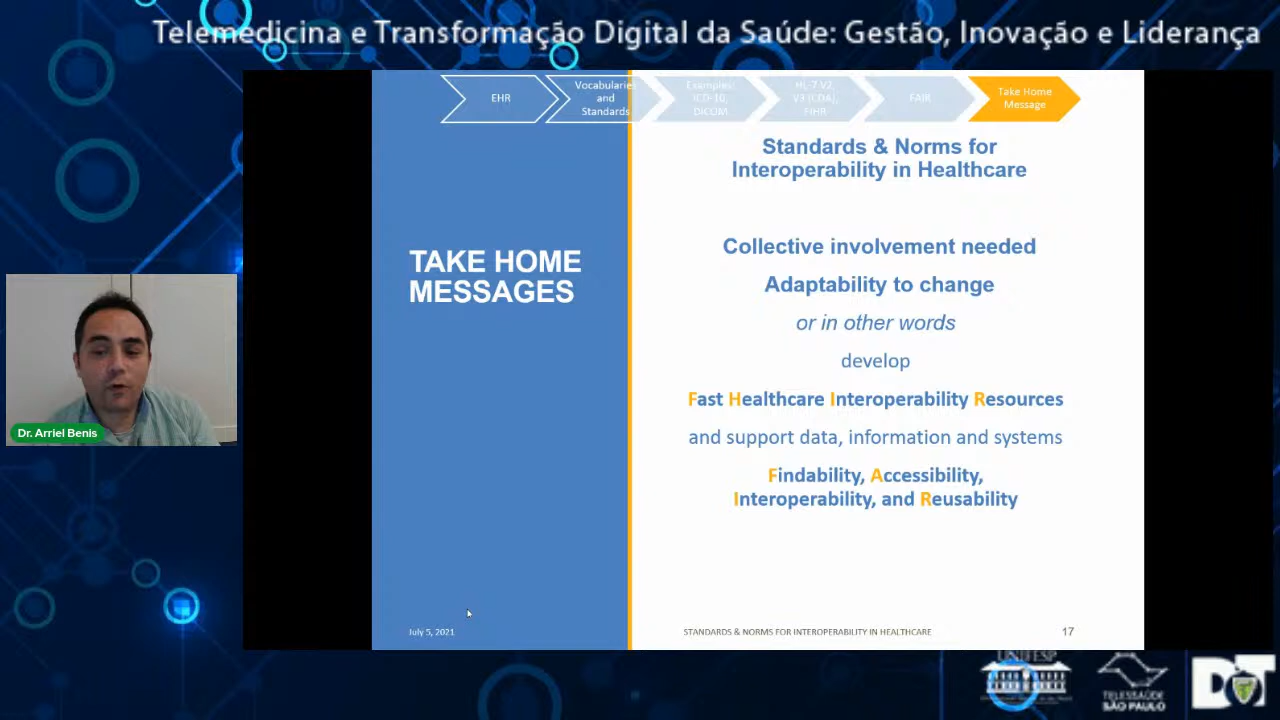 Telemedicina e Transformação Digital da Saúde: Gestão, Inovação e Liderança
EHR
Vocabularies
and
Standards
Examples:
ICD-10,
DICOM
HL-7 V2,
V3 (CDA),
FIHR
FAIR
Take Home
Message
Standards & Norms for
Interoperability in Healthcare
TAKE HOME
MESSAGES
Collective involvement needed
Adaptability to change
or in other words
develop
Fast Healthcare Interoperability Resources
and support data, information and systems
Findability, Accessibility,
Interoperability, and Reusability
Dr. Arriel Benis
July 5, 2021
STANDARDS & NORMS FOR INTEROPERABILITY IN HEALTHCARE
17
UNIFESP
TELESSAÚDE
SÃO PAULO
DT